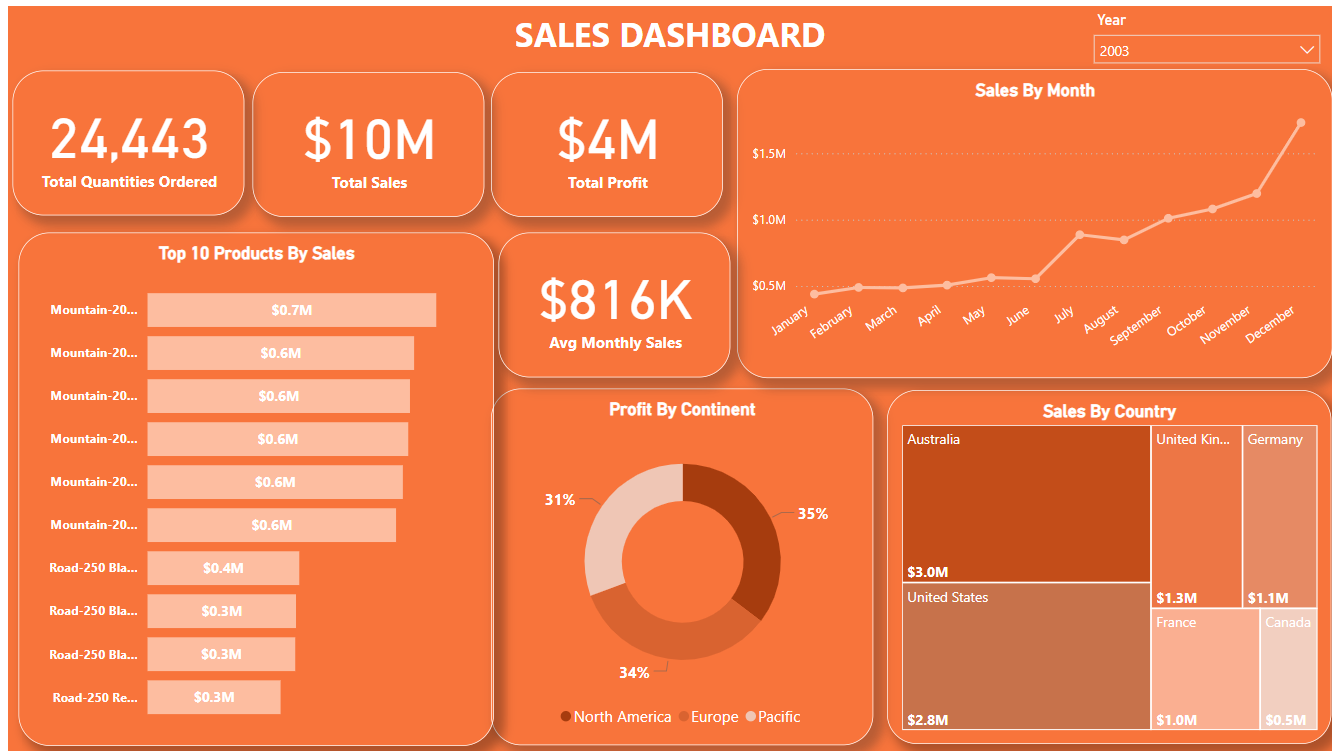 SALES DASHBOARD
Year
2003
24,443
Total Quantities Ordered
$10M
Total Sales
$4M
Total Profit
Sales By Month
$1.5M
$1.0M
$0.5M
January
February
March
April
May
June
July
August
September
October
November
December
Top 10 Products By Sales
Mountain-20... $0.7M
Mountain-20... $0.6M
Mountain-20... $0.6M
Mountain-20... $0.6M
Mountain-20... $0.6M
Mountain-20... $0.6M
Road-250 Bla... $0.4M
Road-250 Bla... $0.3M
Road-250 Bla... $0.3M
Road-250 Re... $0.3M
$816K
Avg Monthly Sales
Profit By Continent
31%
35%
34%
North America Europe Pacific
Sales By Country
Australia
$3.0M
United States
$2.8M
United Kin...
$1.3M
Germany
$1.1M
France
$1.0M
Canada
$0.5M